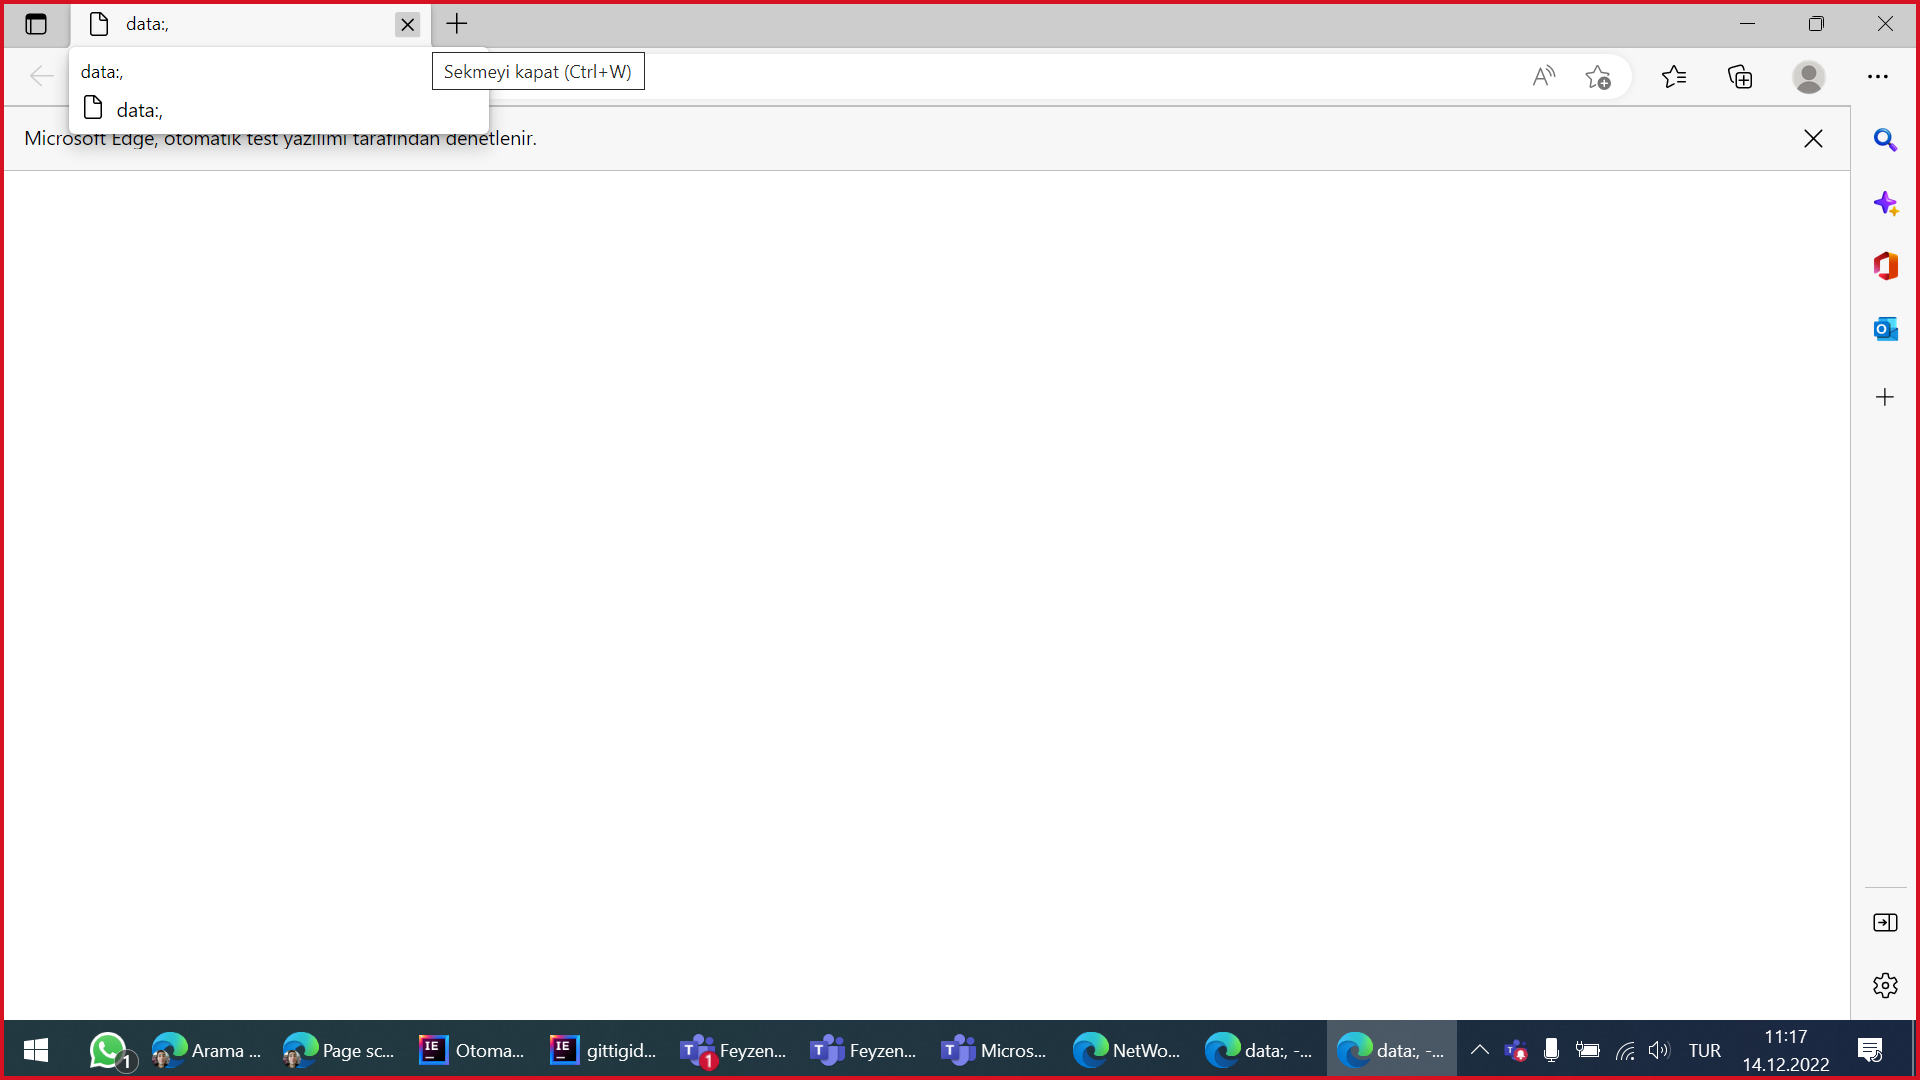 data:,
data:,
Sekmeyi kapat (Ctrl+W)
data:,
Microsoft Edge, otomatik test yazılımı tarafından denetlenir.
1
Arama ...
Page sc...
Otoma...
gittigid...
1
Feyzen...
Feyzen...
Micros...
NetWo...
data:, -...
data:, -...
TUR
11:17
14.12.2022